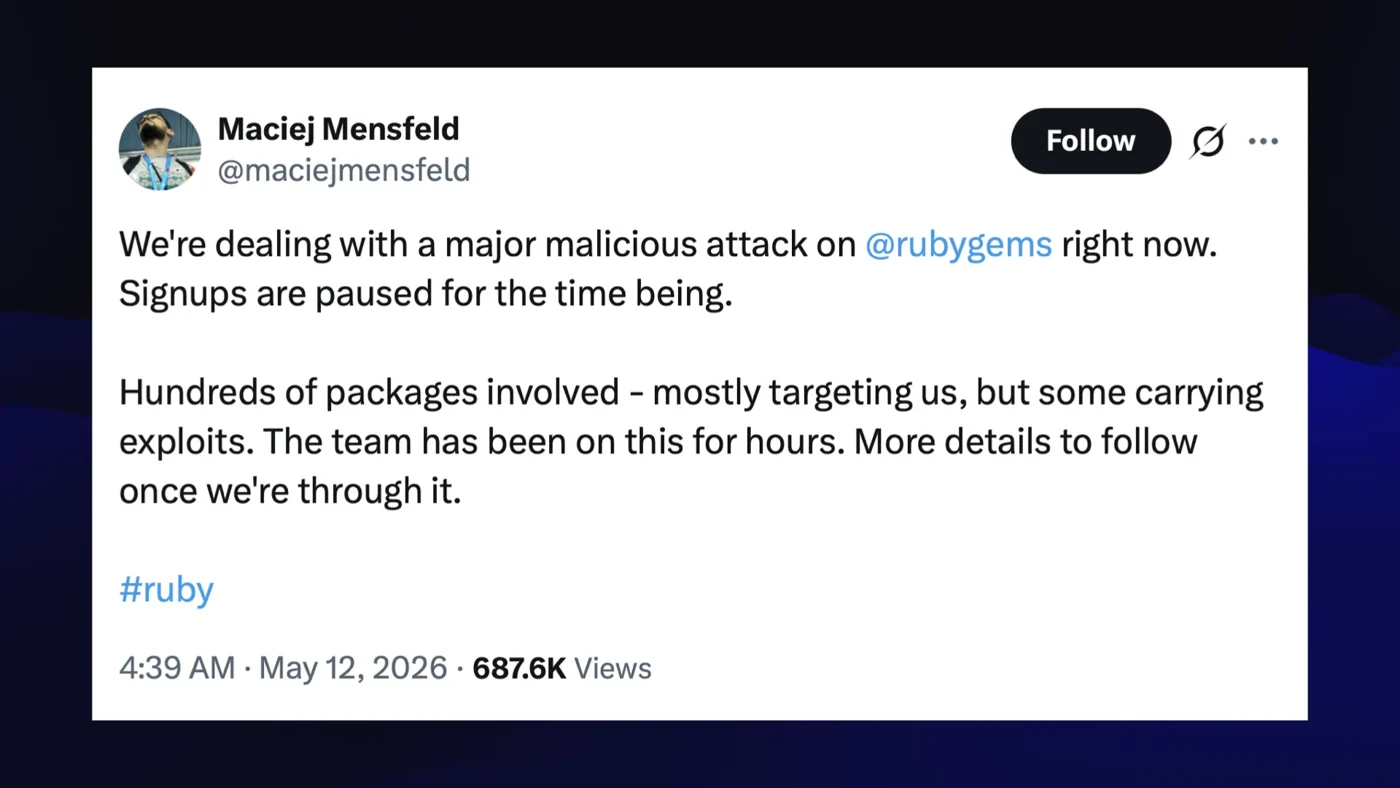 Maciej Mensfeld
@maciejmensfeld
Follow
We're dealing with a major malicious attack on @rubygems right now.
Signups are paused for the time being.
Hundreds of packages involved - mostly targeting us, but some carrying
exploits. The team has been on this for hours. More details to follow
once we're through it.
#ruby
4:39 AM · May 12, 2026 · 687.6K Views